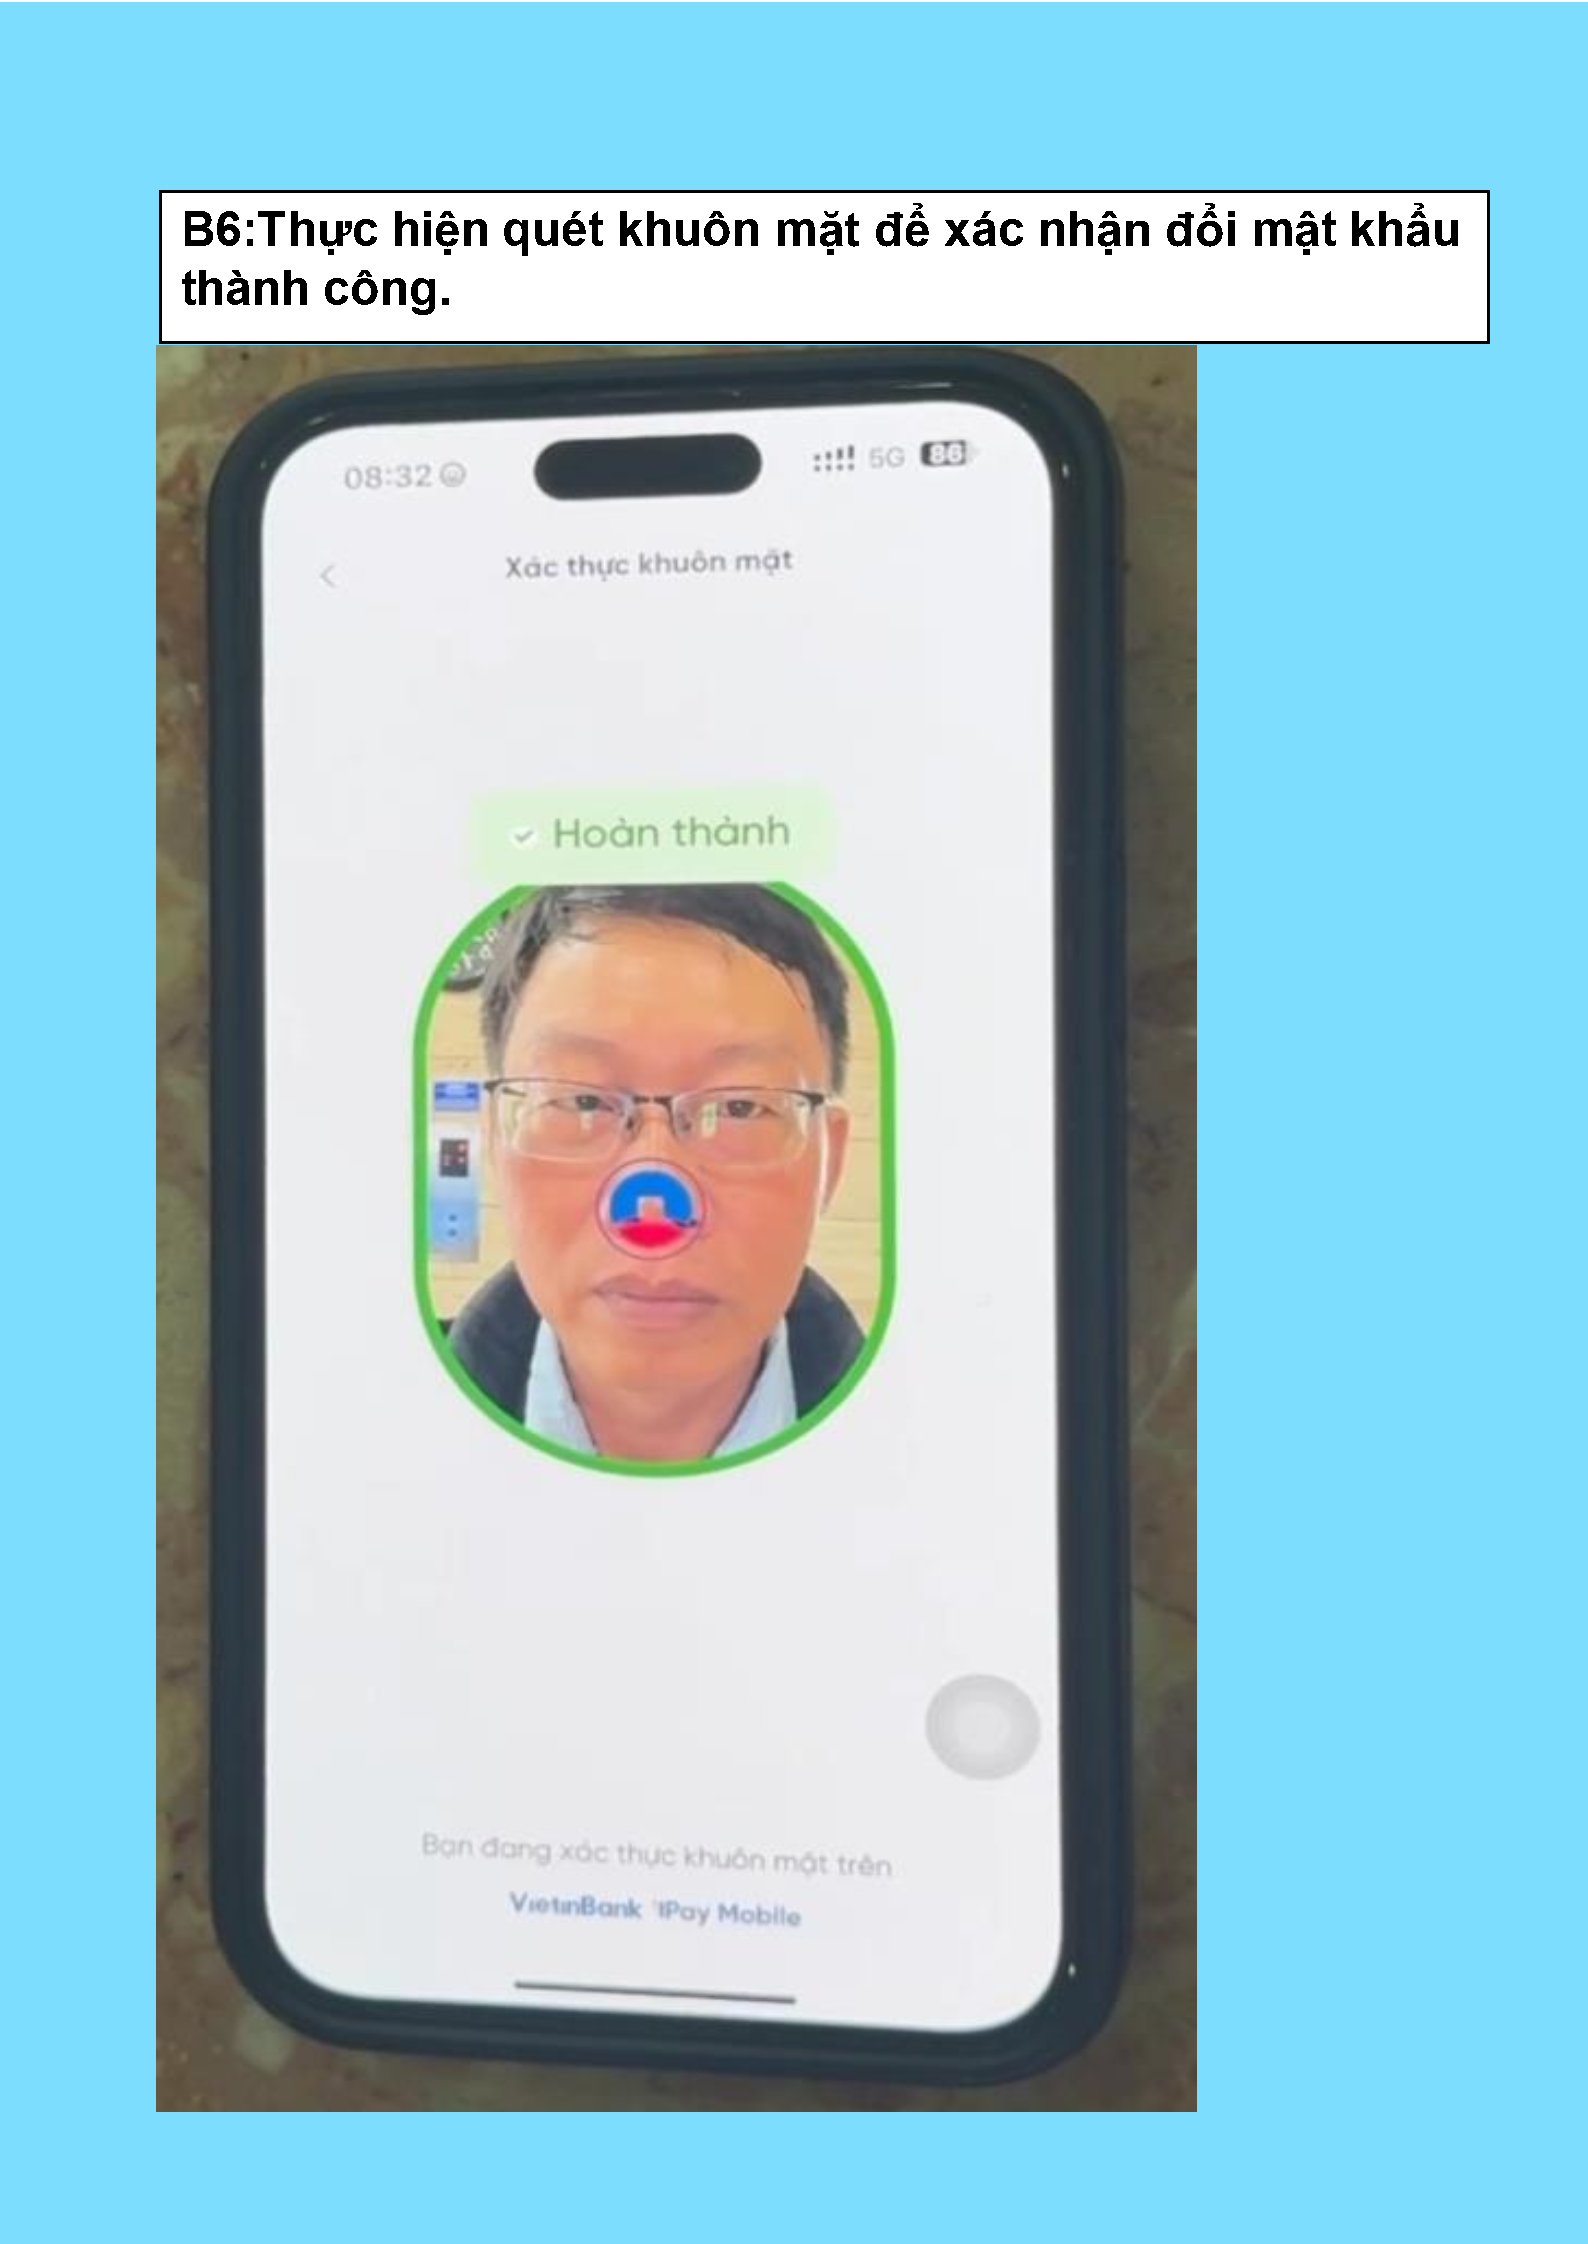 B6:Thực hiện quét khuôn mặt để xác nhận đổi mật khẩu
thành công.
08:32
5G
86
Xác thực khuôn mặt
Hoàn thành
Bạn đang xác thực khuôn mặt trên
VietinBank iPay Mobile